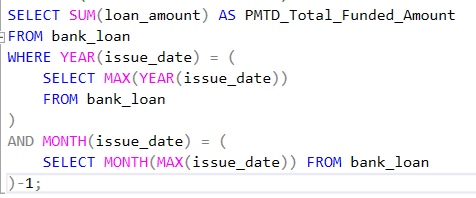 SELECT SUM(loan_amount) AS PMTD_Total_Funded_Amount
FROM bank_loan
WHERE YEAR(issue_date) = (
    SELECT MAX(YEAR(issue_date))
    FROM bank_loan
)
AND MONTH(issue_date) = (
    SELECT MONTH(MAX(issue_date)) FROM bank_loan
)-1;